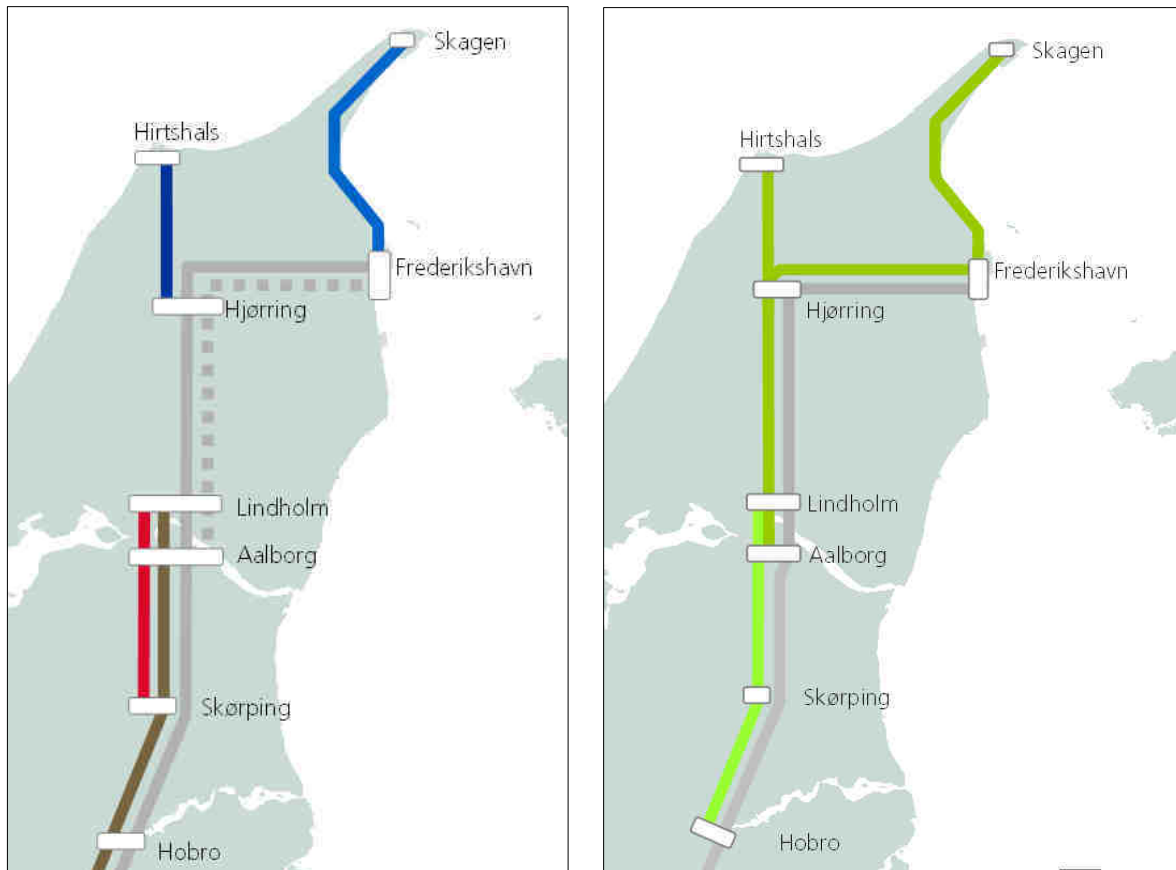 Skagen
Hirtshals
Frederikshavn
Hjørring
Lindholm
Aalborg
Skørping
Hobro
Skagen
Hirtshals
Frederikshavn
Hjørring
Lindholm
Aalborg
Skørping
Hobro